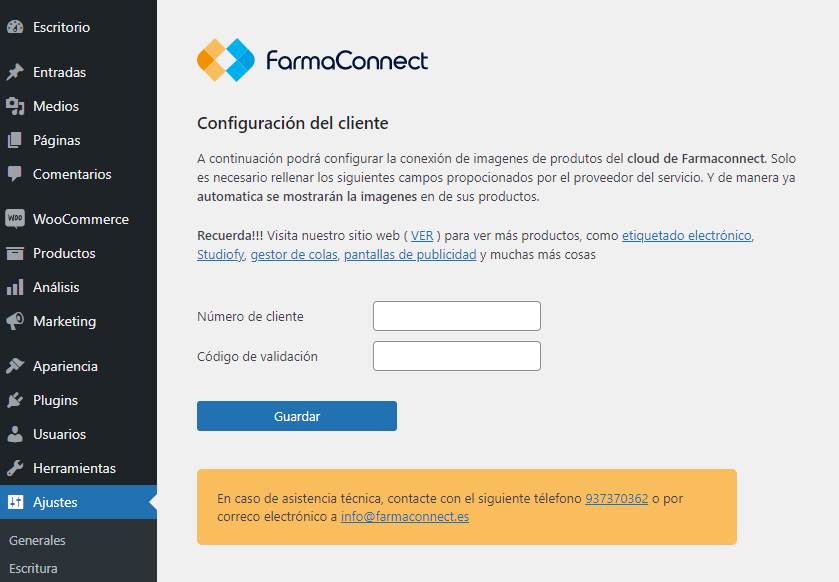 Escritorio
Entradas
Medios
Páginas
Comentarios
WooCommerce
Productos
Análisis
Marketing
Apariencia
Plugins
Usuarios
Herramientas
Ajustes
Generales
Escritura
FarmaConnect
Configuración del cliente
A continuación podrá configurar la conexión de imagenes de produtos del cloud de Farmaconnect. Solo
es necesario rellenar los siguientes campos propocionados por el proveedor del servicio. Y de manera ya
automatica se mostrarán la imagenes en de sus productos.
Recuerda!!! Visita nuestro sitio web ( VER ) para ver más productos, como etiquetado electrónico,
Studiofy, gestor de colas, pantallas de publicidad y muchas más cosas
Número de cliente
Código de validación
Guardar
En caso de asistencia técnica, contacte con el siguiente télefono 937370362 o por
correco electrónico a info@farmaconnect.es